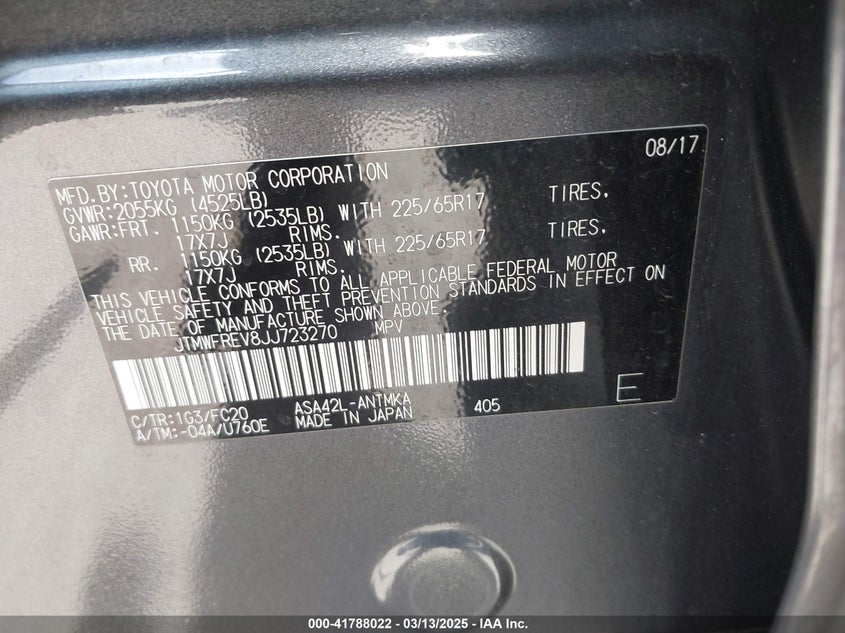 08/17
MFD.BY:TOYOTA MOTOR CORPORATION
GVWR:2055KG (4525LB)
GAWR:FRT. 1150KG (2535LB) WITH 225/65R17 TIRES.
17X7J RIMS.
RR. 1150KG (2535LB) WITH 225/65R17 TIRES.
17X7J RIMS.
THIS VEHICLE CONFORMS TO ALL APPLICABLE FEDERAL MOTOR
VEHICLE SAFETY AND THEFT PREVENTION STANDARDS IN EFFECT ON
THE DATE OF MANUFACTURE SHOWN ABOVE.
JTMWFREV8JJ723270 MPV
C/TR:1G3/FC20 ASA42L-ANTMKA 405 E
A/TM:-04A/U760E MADE IN JAPAN
000-41788022 - 03/13/2025 - IAA Inc.